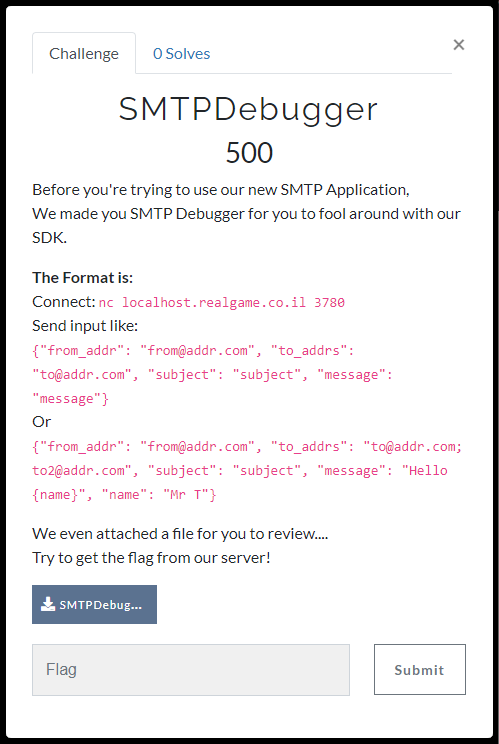 Challenge
0 Solves
×
SMTPDebugger
500
Before you're trying to use our new SMTP Application,
We made you SMTP Debugger for you to fool around with our
SDK.
The Format is:
Connect: nc localhost.realgame.co.il 3780
Send input like:
{"from_addr": "from@addr.com", "to_addrs":
"to@addr.com", "subject": "subject", "message":
"message"}
Or
{"from_addr": "from@addr.com", "to_addrs": "to@addr.com;
to2@addr.com", "subject": "subject", "message": "Hello
{name}", "name": "Mr T"}
We even attached a file for you to review....
Try to get the flag from our server!
SMTPDebug...
Flag
Submit